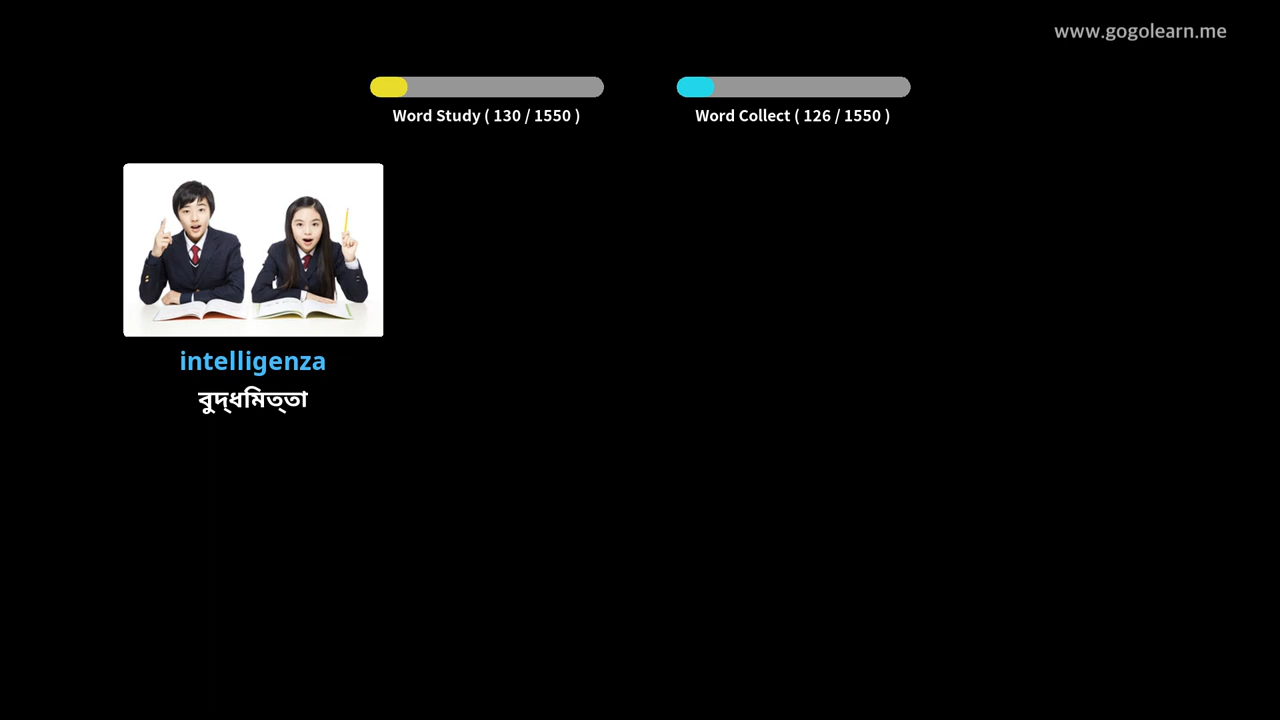 www.gogolearn.me
Word Study ( 130 / 1550 )
Word Collect ( 126 / 1550 )
intelligenza
বুদ্ধিমত্তা